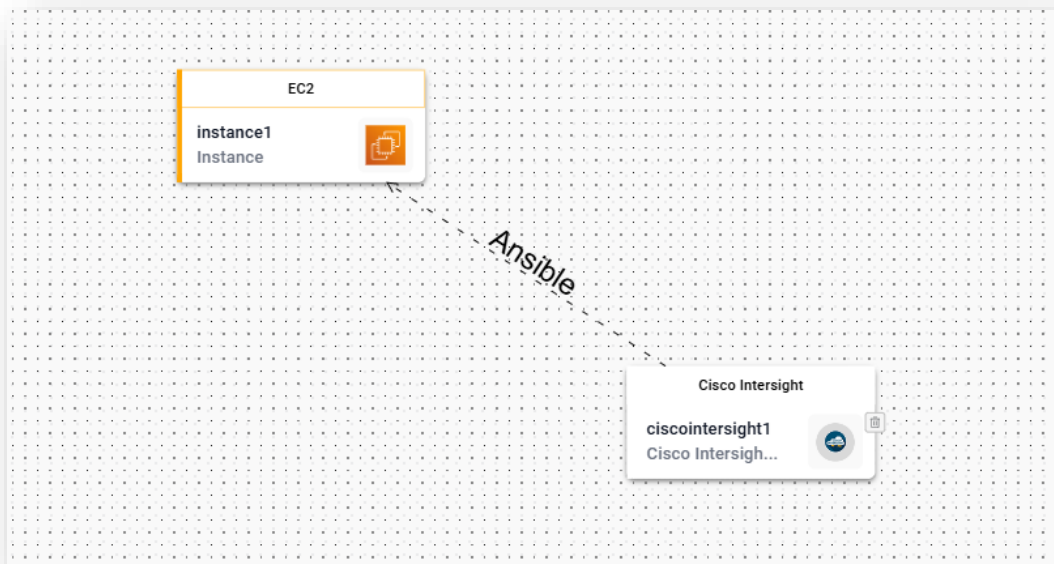 EC2
instance1
Instance
Ansible
Cisco Intersight
ciscointersight1
Cisco Intersigh...